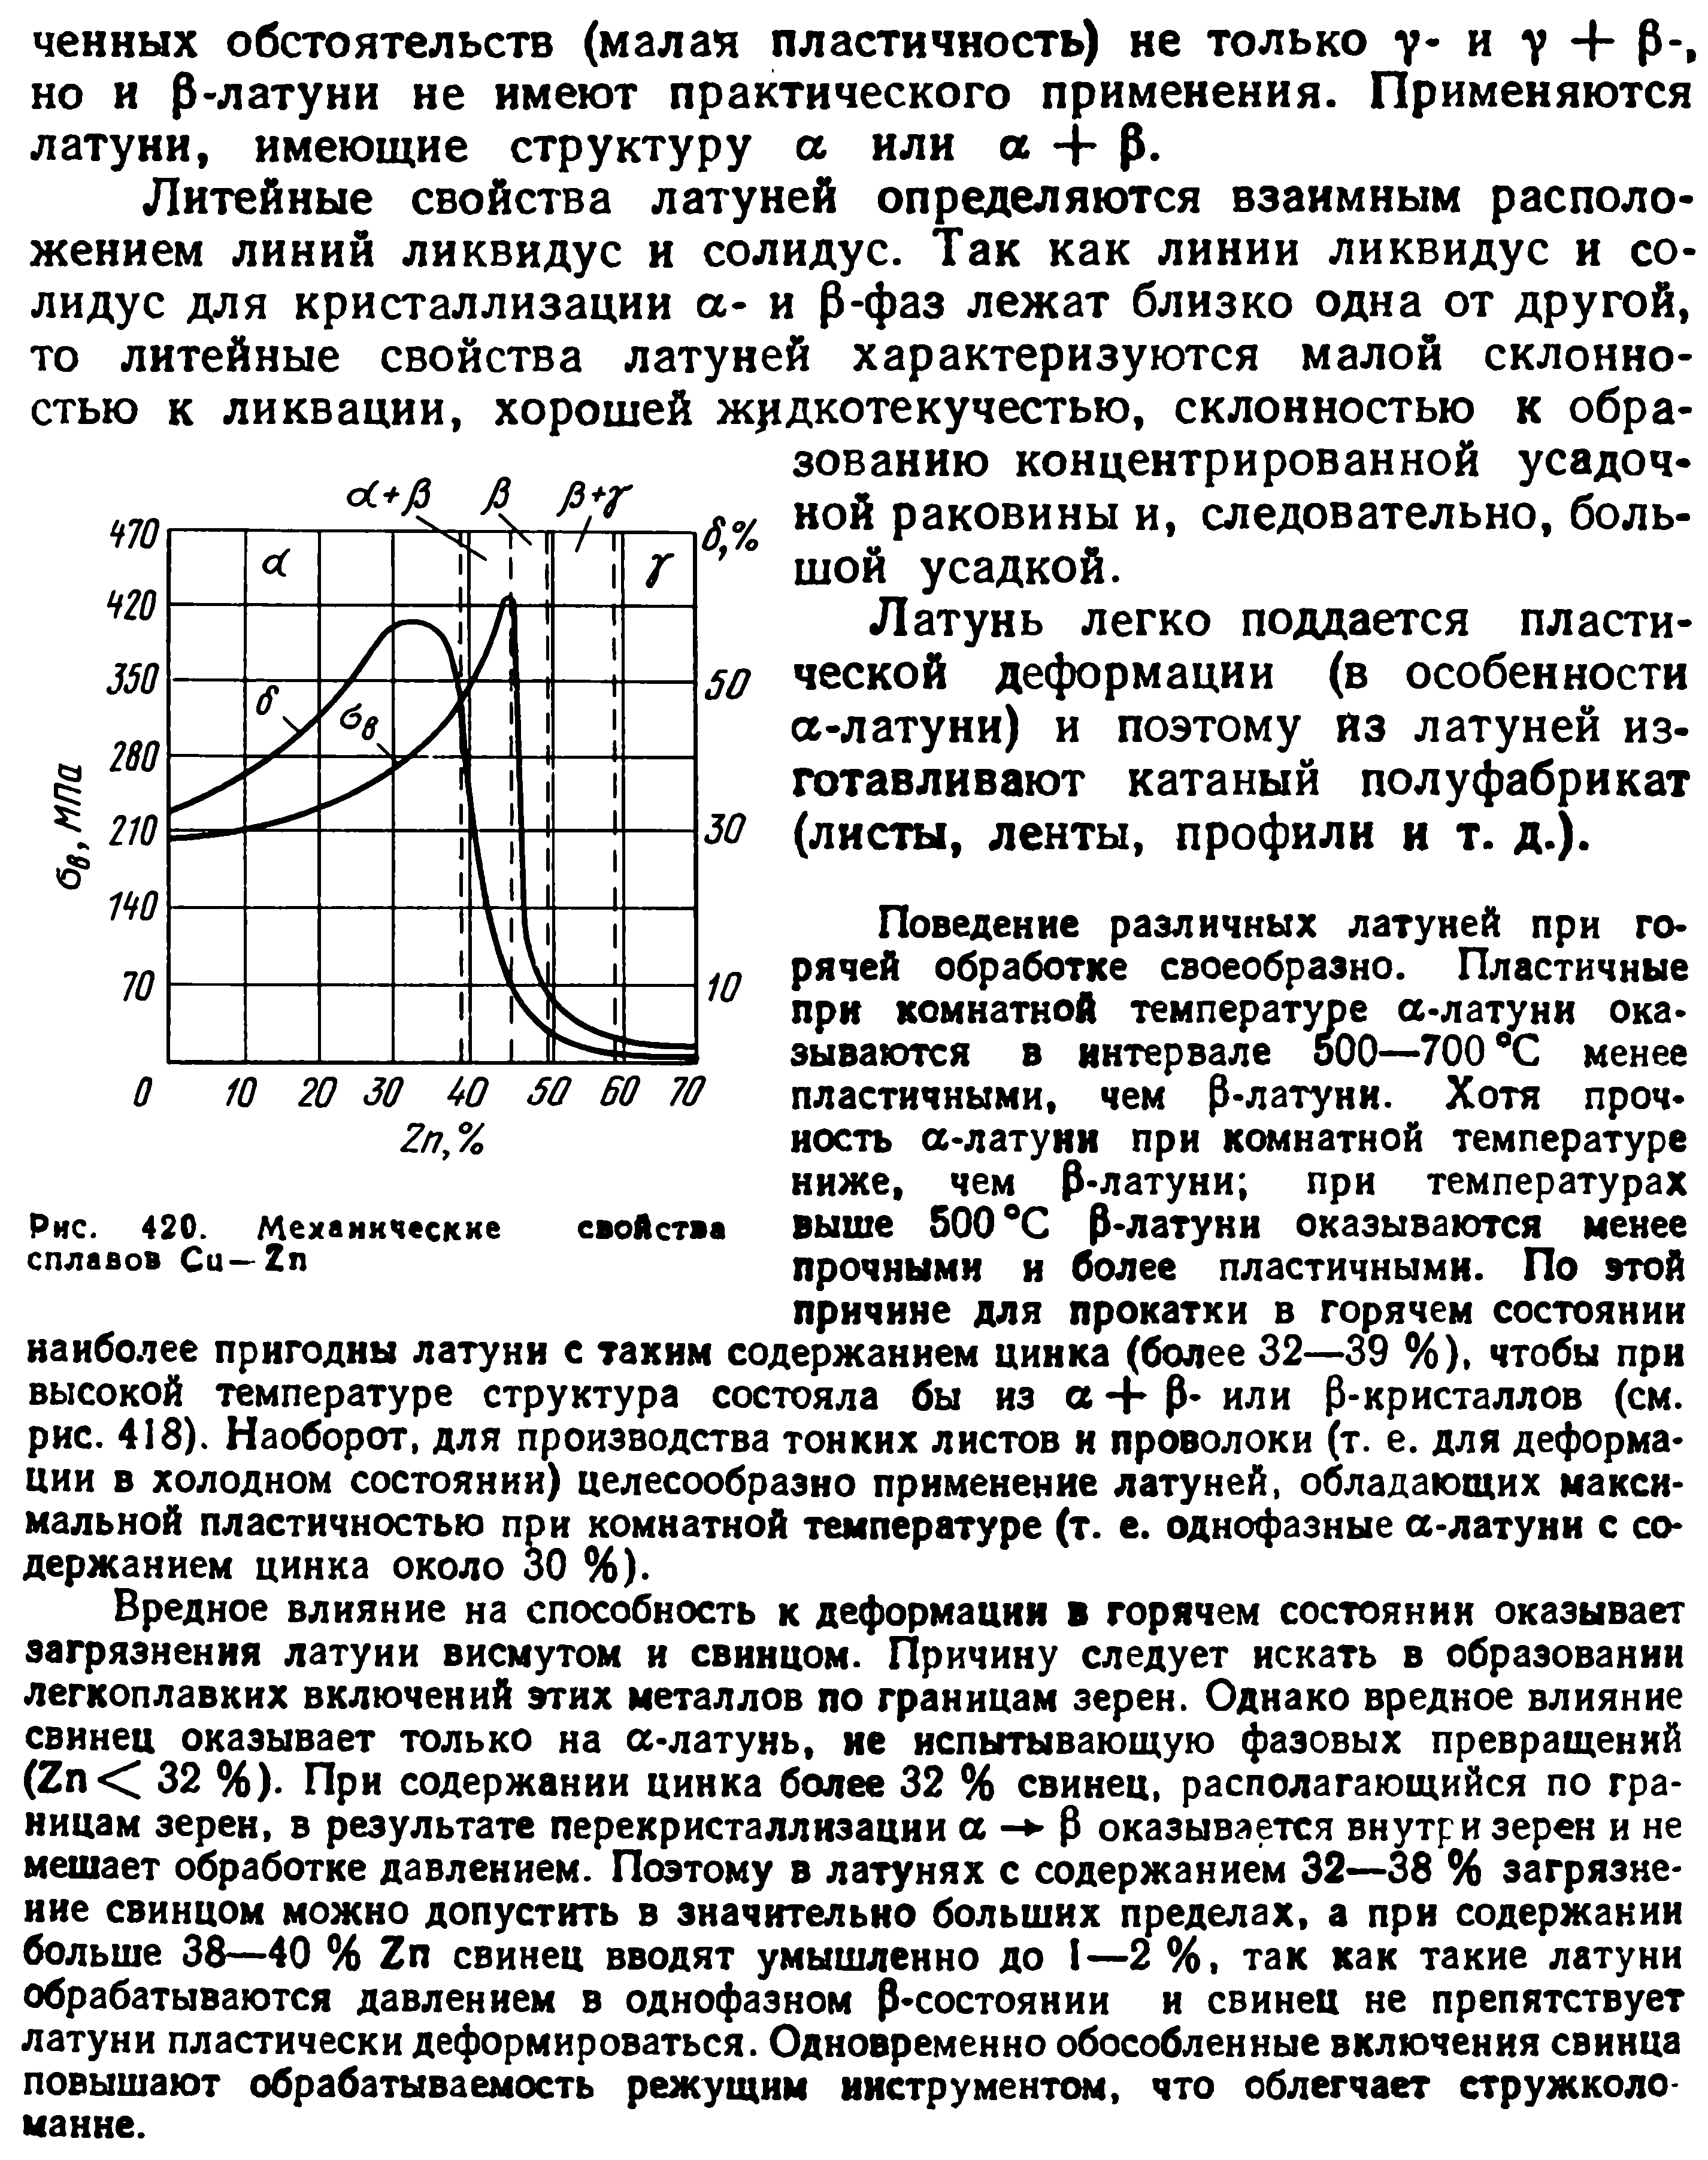 ченных обстоятельств (малая пластичность) не только γ- и γ + β-,
но и β-латуни не имеют практического применения. Применяются
латуни, имеющие структуру α или α + β.
Литейные свойства латуней определяются взаимным располо-
жением линий ликвидус и солидус. Так как линии ликвидус и со-
лидус для кристаллизации α- и β-фаз лежат близко одна от другой,
то литейные свойства латуней характеризуются малой склонно-
стью к ликвации, хорошей жидкотекучестью, склонностью к обра-
зованию концентрированной усадоч-
ной раковины и, следовательно, боль-
шой усадкой.
Латунь легко поддается пласти-
ческой деформации (в особенности
α-латуни) и поэтому из латуней из-
готавливают катаный полуфабрикат
(листы, ленты, профили и т. д.).
α+β β β+γ
470 δ,%
α γ
420
350 50
δ σв
280
σв, МПа
210 30
140
70 10
0 10 20 30 40 50 60 70
Zn,%
Рис. 420. Механические свойства
сплавов Cu—Zn
Поведение различных латуней при го-
рячей обработке своеобразно. Пластичные
при комнатной температуре α-латуни ока-
зываются в интервале 500—700 °С менее
пластичными, чем β-латуни. Хотя проч-
ность α-латуни при комнатной температуре
ниже, чем β-латуни; при температурах
выше 500 °С β-латуни оказываются менее
прочными и более пластичными. По этой
причине для прокатки в горячем состоянии
наиболее пригодны латуни с таким содержанием цинка (более 32—39 %), чтобы при
высокой температуре структура состояла бы из α + β- или β-кристаллов (см.
рис. 418). Наоборот, для производства тонких листов и проволоки (т. е. для деформа-
ции в холодном состоянии) целесообразно применение латуней, обладающих макси-
мальной пластичностью при комнатной температуре (т. е. однофазные α-латуни с со-
держанием цинка около 30 %).
Вредное влияние на способность к деформации в горячем состоянии оказывает
загрязнения латуни висмутом и свинцом. Причину следует искать в образовании
легкоплавких включений этих металлов по границам зерен. Однако вредное влияние
свинец оказывает только на α-латунь, не испытывающую фазовых превращений
(Zn < 32 %). При содержании цинка более 32 % свинец, располагающийся по гра-
ницам зерен, в результате перекристаллизации α → β оказывается внутри зерен и не
мешает обработке давлением. Поэтому в латунях с содержанием 32—38 % загрязне-
ние свинцом можно допустить в значительно больших пределах, а при содержании
больше 38—40 % Zn свинец вводят умышленно до 1—2 %, так как такие латуни
обрабатываются давлением в однофазном β-состоянии и свинец не препятствует
латуни пластически деформироваться. Одновременно обособленные включения свинца
повышают обрабатываемость режущим инструментом, что облегчает стружколо-
мание.